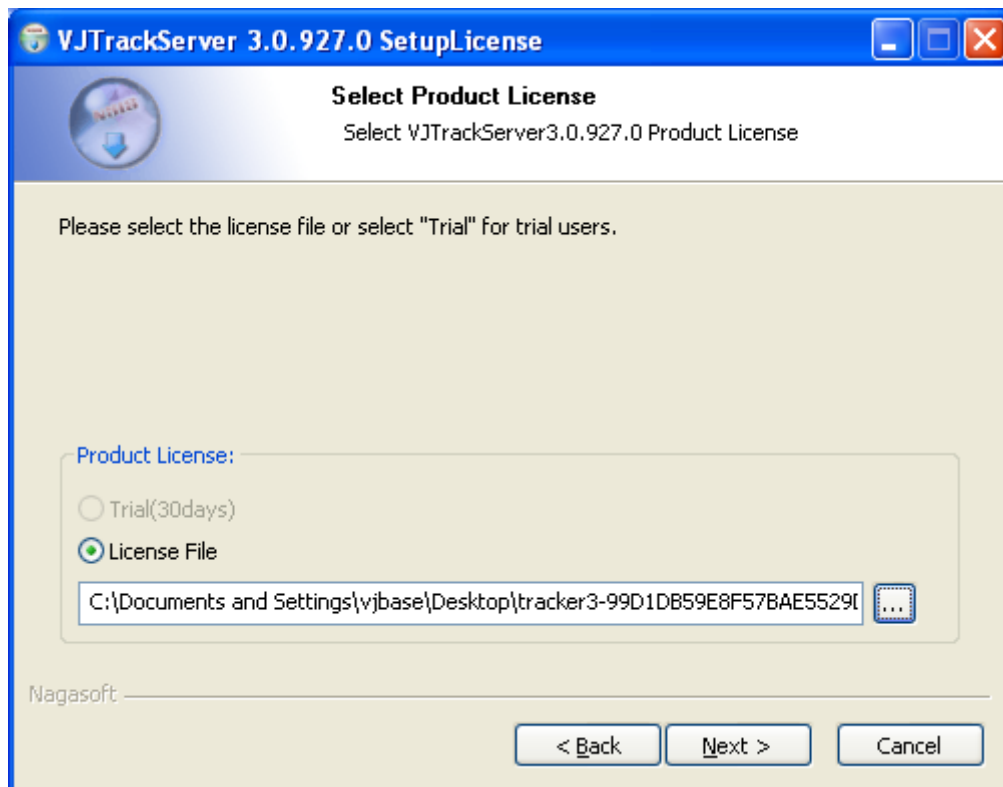 VJTrackServer 3.0.927.0 SetupLicense
Select Product License
Select VJTrackServer3.0.927.0 Product License
Please select the license file or select "Trial" for trial users.
Product License:
Trial(30days)
License File
C:\Documents and Settings\vjbase\Desktop\tracker3-99D1DB59E8F57BAE5529
...
Nagasoft
< Back
Next >
Cancel